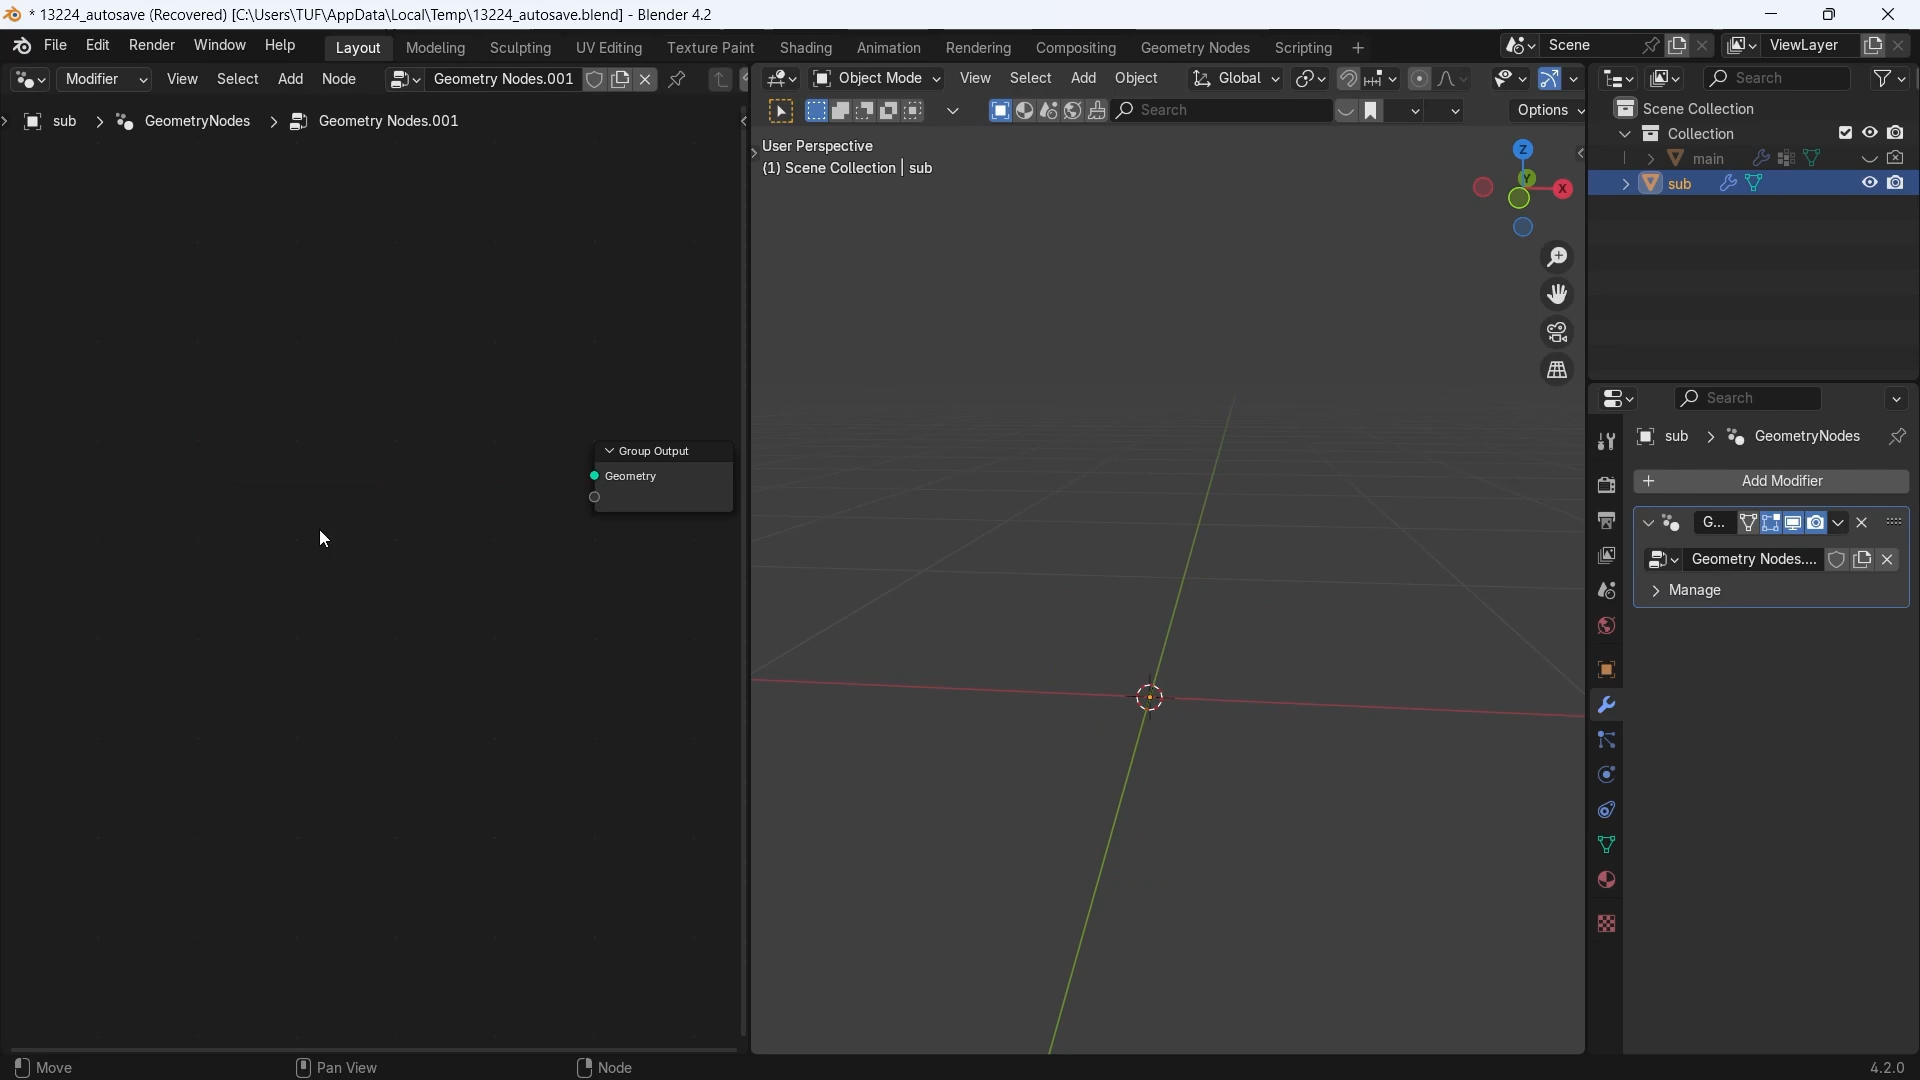 * 13224_autosave (Recovered) [C:\Users\TUF\AppData\Local\Temp\13224_autosave.blend] - Blender 4.2
File Edit Render Window Help Layout Modeling Sculpting UV Editing Texture Paint Shading Animation Rendering Compositing Geometry Nodes Scripting + Scene ViewLayer
Modifier View Select Add Node Geometry Nodes.001 Object Mode View Select Add Object Global Search
sub > GeometryNodes > Geometry Nodes.001 Search Options
User Perspective
(1) Scene Collection | sub
Z
Y
X
Scene Collection
Collection
main
sub
Search
sub > GeometryNodes
+ Add Modifier
G...
Geometry Nodes....
Manage
Group Output
Geometry
Move Pan View Node 4.2.0